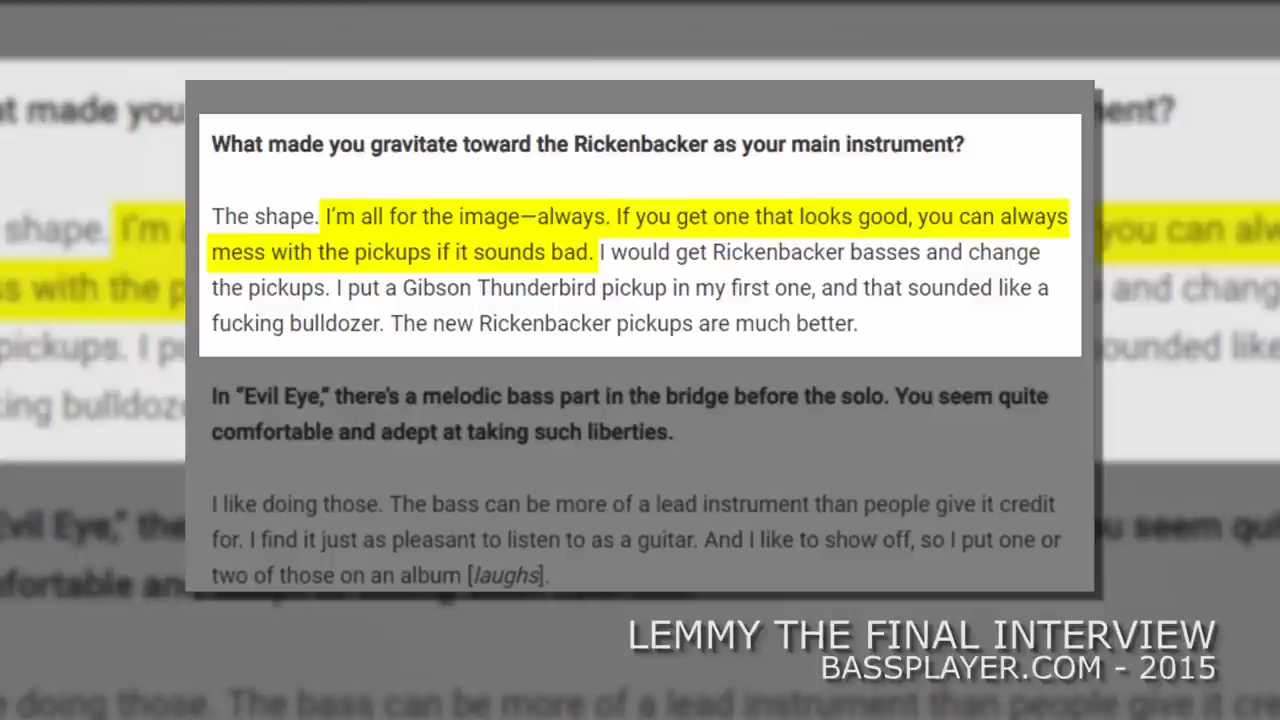 What made you gravitate toward the Rickenbacker as your main instrument?
The shape. I'm all for the image—always. If you get one that looks good, you can always
mess with the pickups if it sounds bad. I would get Rickenbacker basses and change
the pickups. I put a Gibson Thunderbird pickup in my first one, and that sounded like a
fucking bulldozer. The new Rickenbacker pickups are much better.
In “Evil Eye,” there’s a melodic bass part in the bridge before the solo. You seem quite
comfortable and adept at taking such liberties.
I like doing those. The bass can be more of a lead instrument than people give it credit
for. I find it just as pleasant to listen to as a guitar. And I like to show off, so I put one or
two of those on an album [laughs].
LEMMY THE FINAL INTERVIEW
BASSPLAYER.COM - 2015